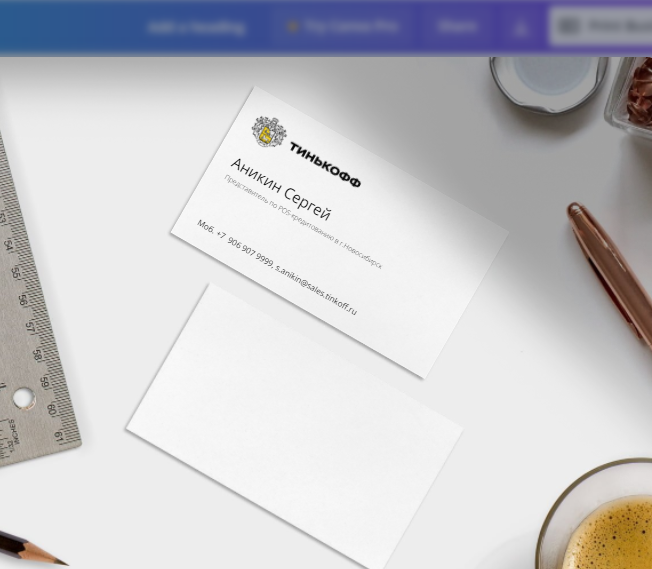 Add a heading
Try Canva Pro
Share
Print Busi
ТИНЬКОФФ
Аникин Сергей
Представитель по POS-кредитованию в г.Новосибирск
Моб. +7 906 907 9999, s.anikin@sales.tinkoff.ru
53
54
55
56
57
58
59
60
61